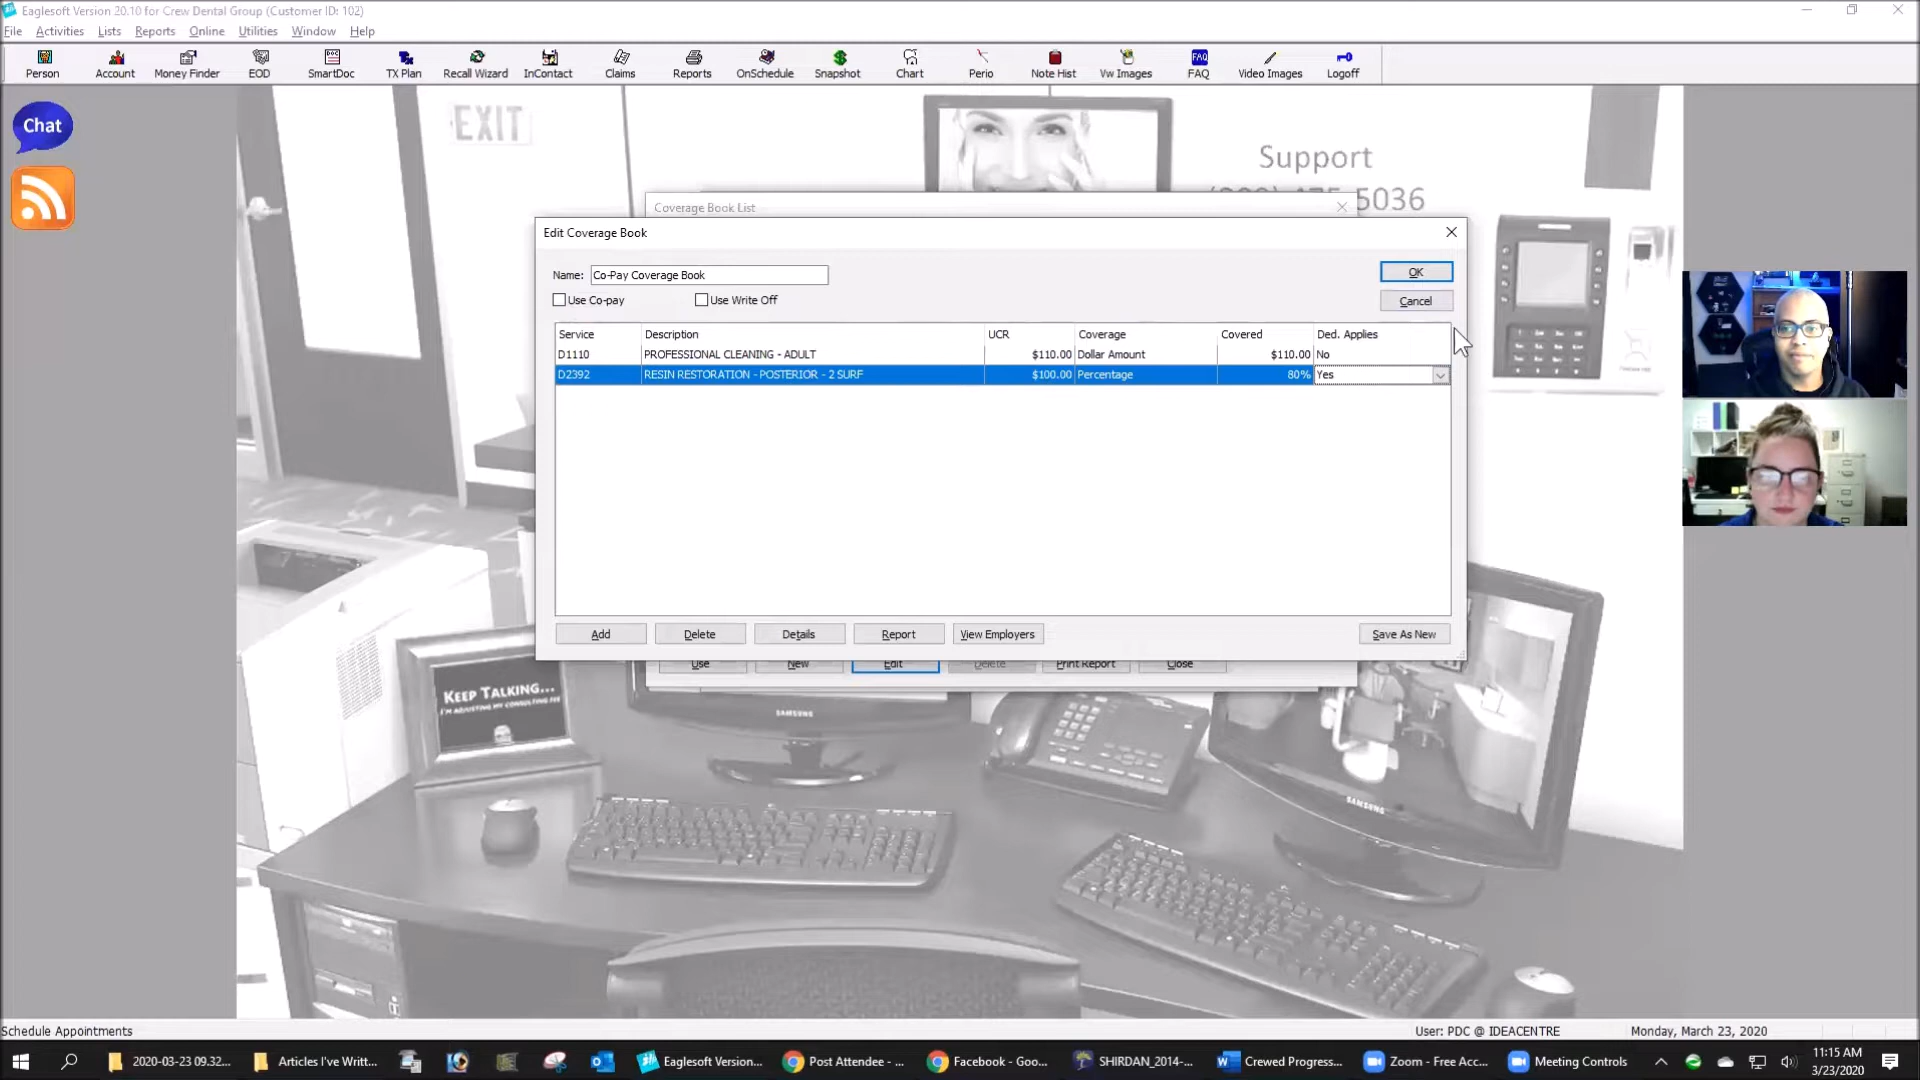 Eaglesoft Version 20.10 for Crew Dental Group (Customer ID: 102)
File Activities Lists Reports Online Utilities Window Help
Person Account Money Finder EOD SmartDoc TX Plan Recall Wizard InContact Claims Reports OnSchedule Snapshot Chart Perio Note Hist Vw Images FAQ Video Images Logoff
FAQ
Chat
EXIT
Support
5036
Coverage Book List
Edit Coverage Book
Name: Co-Pay Coverage Book
OK
Use Co-pay Use Write Off
Cancel
Service Description UCR Coverage Covered Ded. Applies
D1110 PROFESSIONAL CLEANING - ADULT $110.00 Dollar Amount $110.00 No
D2392 RESIN RESTORATION - POSTERIOR - 2 SURF $100.00 Percentage 80% Yes
Add Delete Details Report View Employers Save As New
Use New Edit Delete Print Report Close
KEEP TALKING...
I'M ADJUSTING MY CONSULTING FEE
SAMSUNG
SAMSUNG
Schedule Appointments
User: PDC @ IDEACENTRE
Monday, March 23, 2020
2020-03-23 09.32... Articles I've Writt... Eaglesoft Version... Post Attendee - ... Facebook - Goo... SHIRDAN_2014-... Crewed Progress... Zoom - Free Acc... Meeting Controls
11:15 AM
3/23/2020